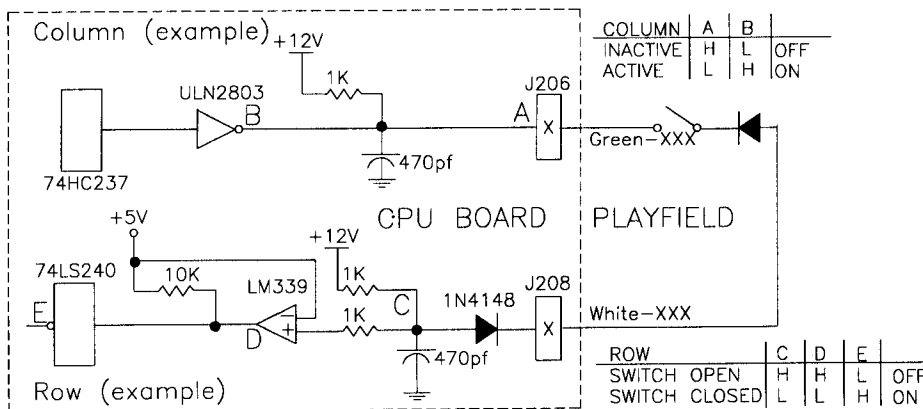 Column (example)
+12V
1K
ULN2803
B
A
J206
X
Green-XXX
470pf
74HC237
COLUMN A B
INACTIVE H L OFF
ACTIVE L H ON
CPU BOARD PLAYFIELD
+5V
+12V
74LS240
10K
LM339
1K
C
1N4148
J208
E
D
− +
1K
X
White-XXX
470pf
Row (example)
ROW C D E
SWITCH OPEN H H L OFF
SWITCH CLOSED L L H ON